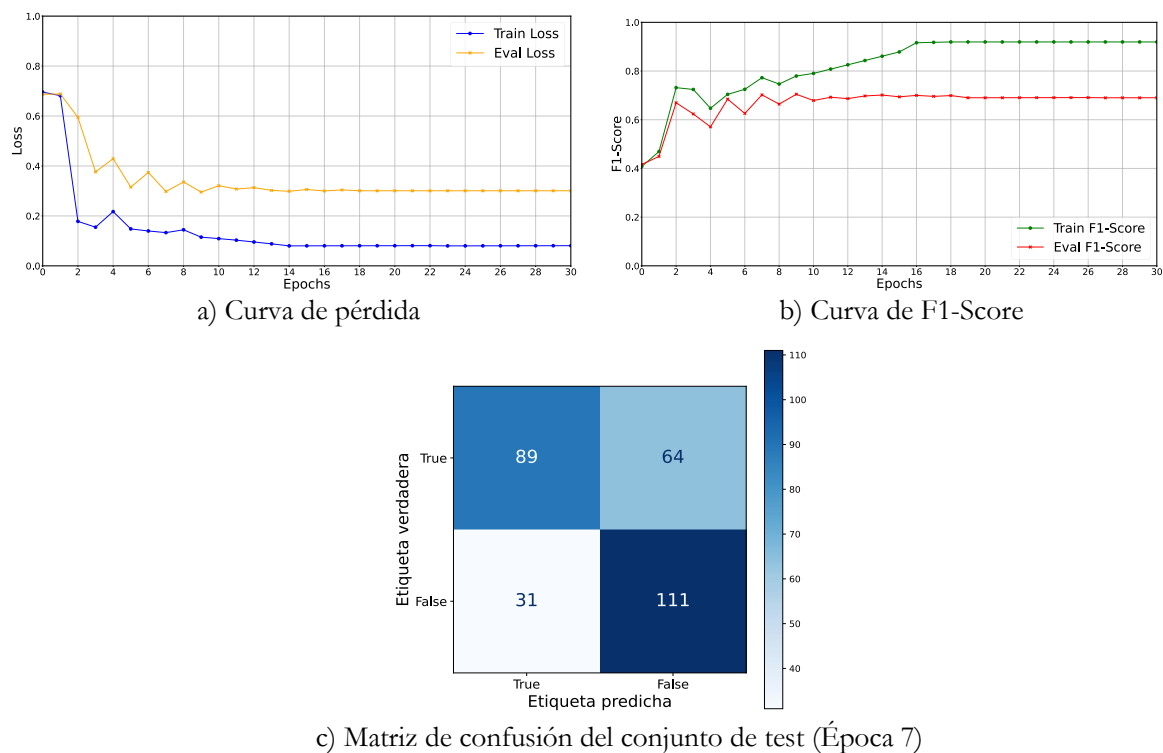 1.0
0.8
0.6
0.4
0.2
0.0
Loss
0 2 4 6 8 10 12 14 16 18 20 22 24 26 28 30
Epochs
Train Loss
Eval Loss
a) Curva de pérdida
1.0
0.8
0.6
0.4
0.2
0.0
F1-Score
0 2 4 6 8 10 12 14 16 18 20 22 24 26 28 30
Epochs
Train F1-Score
Eval F1-Score
b) Curva de F1-Score
Etiqueta verdadera
True
89 64
False
31 111
True False
Etiqueta predicha
110
100
90
80
70
60
50
40
c) Matriz de confusión del conjunto de test (Época 7)